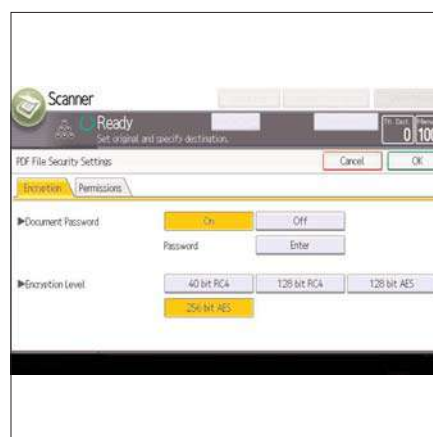 Scanner
Ready
Set original and specify destination.
0 100
PDF File Security Settings Cancel OK
Encryption Permissions
▶Document Password On Off
Password Enter
▶Encryption Level 40 bit RC4 128 bit RC4 128 bit AES
256 bit AES